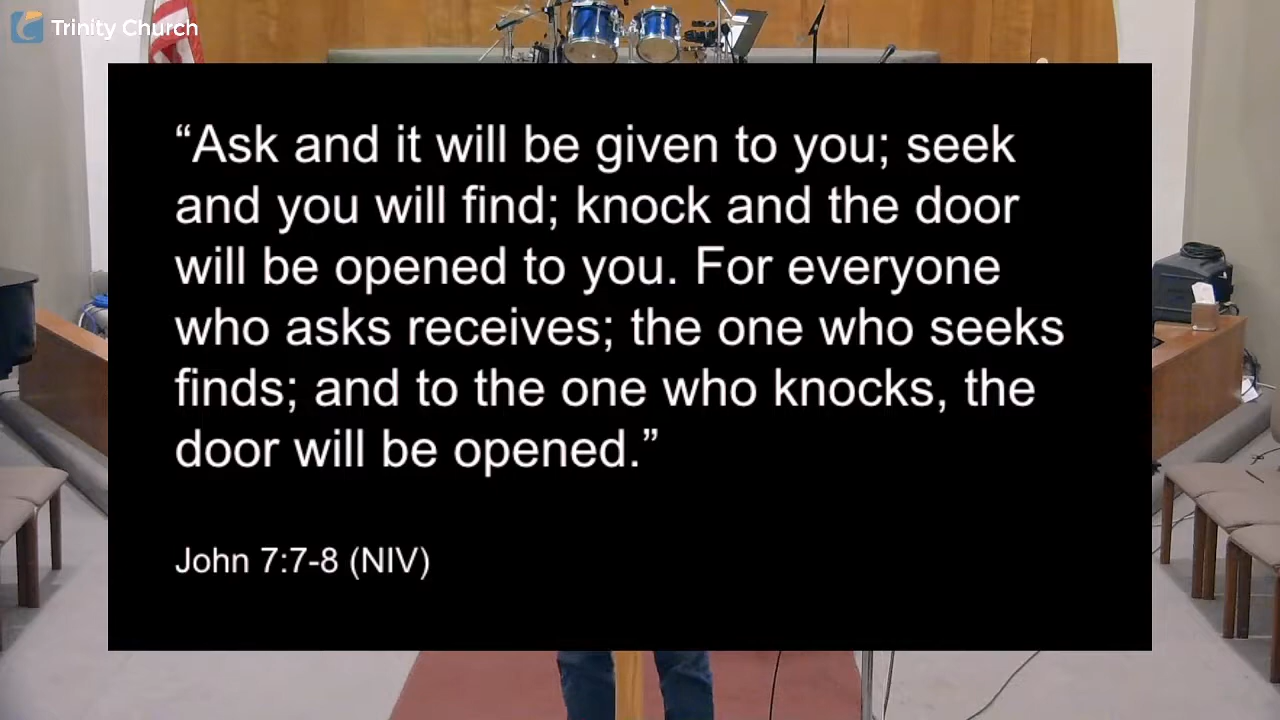 Trinity Church
“Ask and it will be given to you; seek
and you will find; knock and the door
will be opened to you. For everyone
who asks receives; the one who seeks
finds; and to the one who knocks, the
door will be opened.”
John 7:7-8 (NIV)